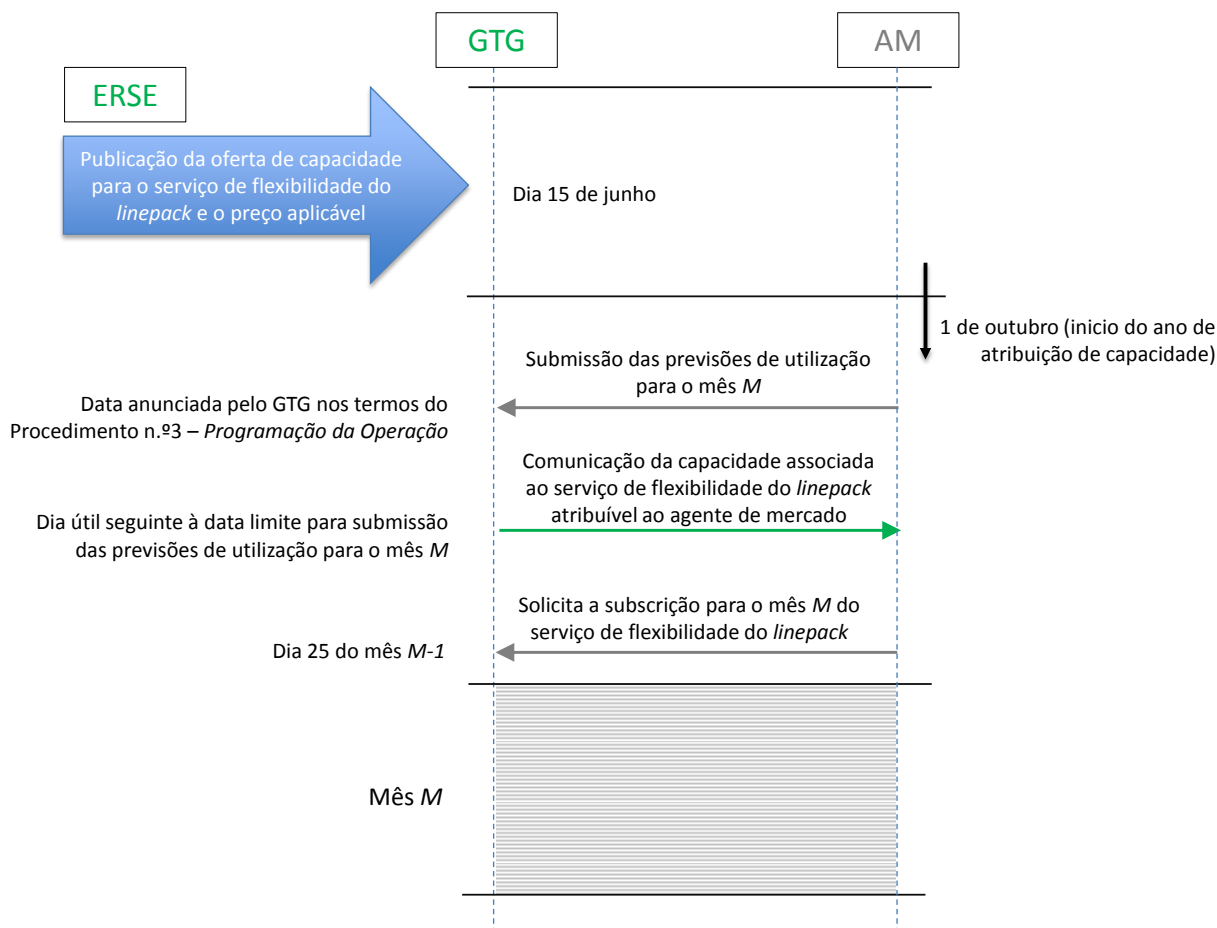 GTG
AM
ERSE
Publicação da oferta de capacidade
para o serviço de flexibilidade do
linepack e o preço aplicável
Dia 15 de junho
1 de outubro (inicio do ano de
atribuição de capacidade)
Submissão das previsões de utilização
para o mês M
Data anunciada pelo GTG nos termos do
Procedimento n.º3 – Programação da Operação
Comunicação da capacidade associada
ao serviço de flexibilidade do linepack
atribuível ao agente de mercado
Dia útil seguinte à data limite para submissão
das previsões de utilização para o mês M
Solicita a subscrição para o mês M do
serviço de flexibilidade do linepack
Dia 25 do mês M-1
Mês M